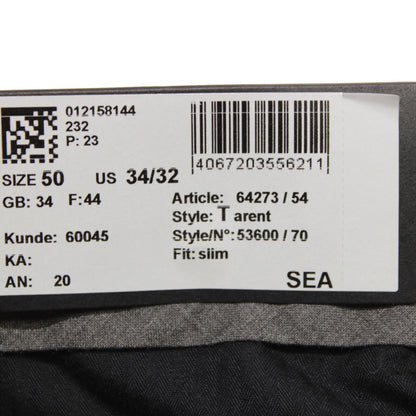 012158144
232
P: 23
4067203556211
SIZE 50 US 34/32
GB: 34 F: 44
Article: 64273 / 54
Style: T arent
Kunde: 60045
Style/N°: 53600 / 70
KA:
Fit: slim
AN: 20
SEA